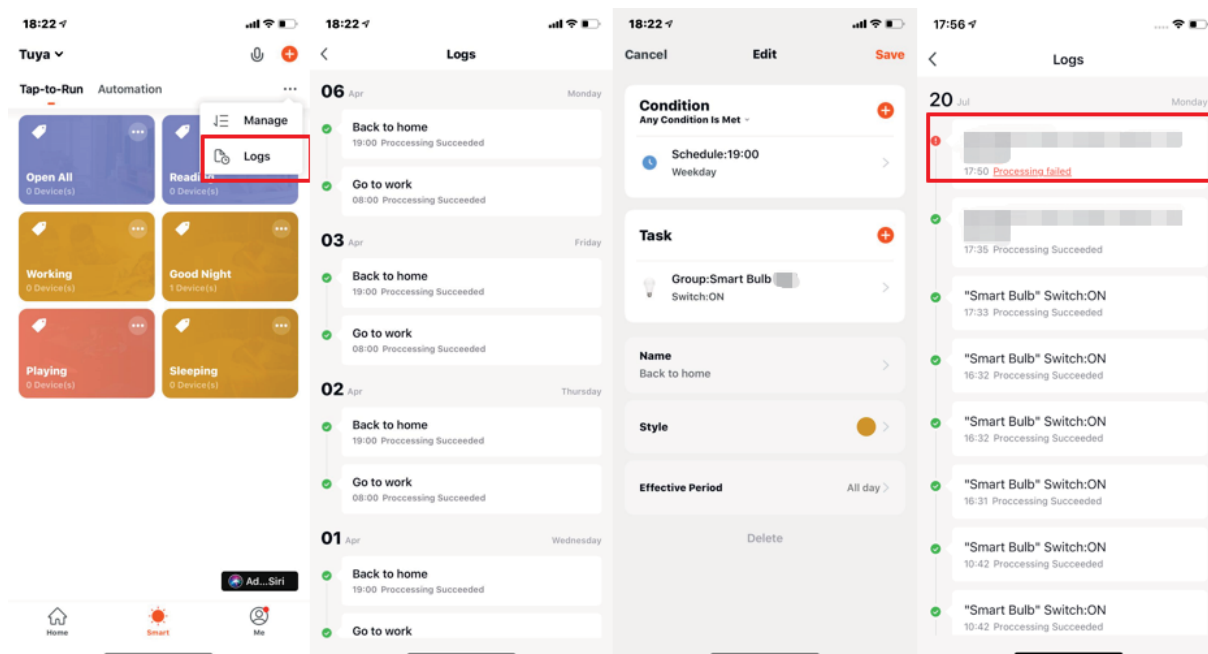 18:22
Tuya
Tap-to-Run Automation
Manage
Logs
Open All
0 Device(s)
Reading
0 Device(s)
Working
0 Device(s)
Good Night
1 Device(s)
Playing
0 Device(s)
Sleeping
0 Device(s)
Ad...Siri
Home Smart Me
18:22
Logs
06 Apr Monday
Back to home
19:00 Proccessing Succeeded
Go to work
08:00 Proccessing Succeeded
03 Apr Friday
Back to home
19:00 Proccessing Succeeded
Go to work
08:00 Proccessing Succeeded
02 Apr Thursday
Back to home
19:00 Proccessing Succeeded
Go to work
08:00 Proccessing Succeeded
01 Apr Wednesday
Back to home
19:00 Proccessing Succeeded
Go to work
18:22
Cancel Edit Save
Condition
Any Condition Is Met
Schedule:19:00
Weekday
Task
Group:Smart Bulb
Switch:ON
Name
Back to home
Style
Effective Period All day
Delete
17:56
Logs
20 Jul Monday
17:50 Processing failed
17:35 Proccessing Succeeded
"Smart Bulb" Switch:ON
17:33 Proccessing Succeeded
"Smart Bulb" Switch:ON
16:32 Proccessing Succeeded
"Smart Bulb" Switch:ON
16:32 Proccessing Succeeded
"Smart Bulb" Switch:ON
16:31 Proccessing Succeeded
"Smart Bulb" Switch:ON
10:42 Proccessing Succeeded
"Smart Bulb" Switch:ON
10:42 Proccessing Succeeded